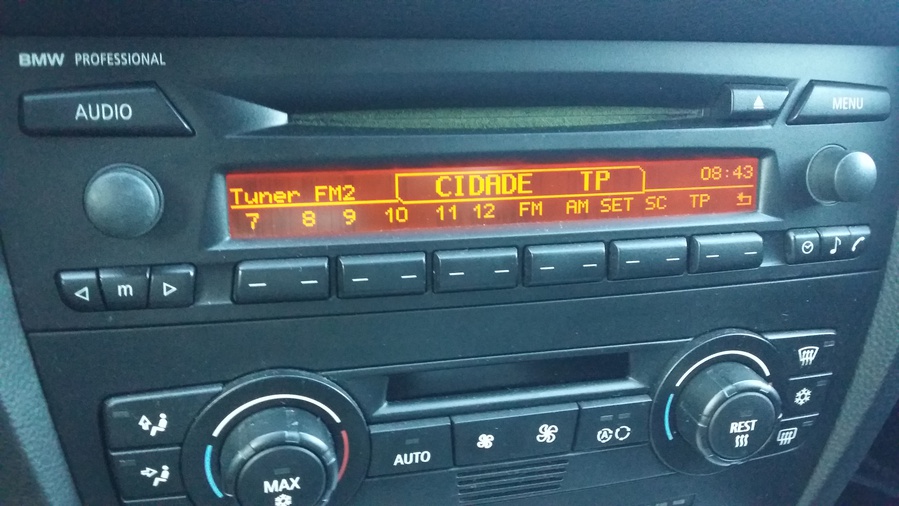 BMW PROFESSIONAL
AUDIO
MENU
Tuner FM2 CIDADE TP 08:43
7 8 9 10 11 12 FM AM SET SC TP
m
AUTO
A
MAX
REST